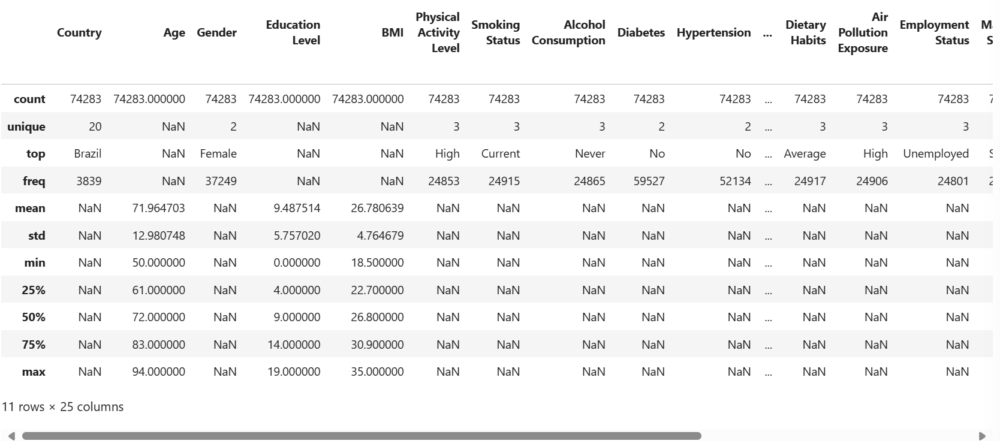 Country Age Gender Education Level BMI Physical Activity Level Smoking Status Alcohol Consumption Diabetes Hypertension ... Dietary Habits Air Pollution Exposure Employment Status
count 74283 74283.000000 74283 74283.000000 74283.000000 74283 74283 74283 74283 74283 ... 74283 74283 74283
unique 20 NaN 2 NaN NaN 3 3 3 2 2 ... 3 3 3
top Brazil NaN Female NaN NaN High Current Never No No ... Average High Unemployed
freq 3839 NaN 37249 NaN NaN 24853 24915 24865 59527 52134 ... 24917 24906 24801
mean NaN 71.964703 NaN 9.487514 26.780639 NaN NaN NaN NaN NaN ... NaN NaN NaN
std NaN 12.980748 NaN 5.757020 4.764679 NaN NaN NaN NaN NaN ... NaN NaN NaN
min NaN 50.000000 NaN 0.000000 18.500000 NaN NaN NaN NaN NaN ... NaN NaN NaN
25% NaN 61.000000 NaN 4.000000 22.700000 NaN NaN NaN NaN NaN ... NaN NaN NaN
50% NaN 72.000000 NaN 9.000000 26.800000 NaN NaN NaN NaN NaN ... NaN NaN NaN
75% NaN 83.000000 NaN 14.000000 30.900000 NaN NaN NaN NaN NaN ... NaN NaN NaN
max NaN 94.000000 NaN 19.000000 35.000000 NaN NaN NaN NaN NaN ... NaN NaN NaN
11 rows × 25 columns